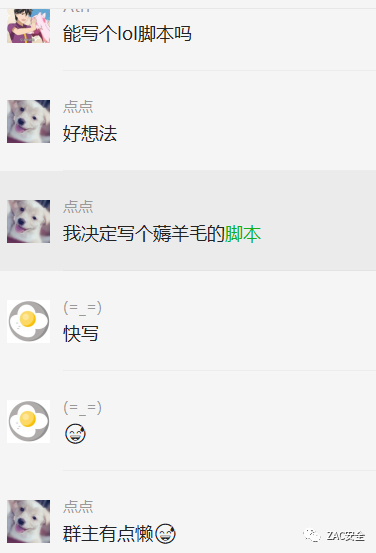 能写个lol脚本吗
点点
好想法
点点
我决定写个薅羊毛的脚本
(=_=)
快写
(=_=)
😅
点点
群主有点懒😅
ZAC安全